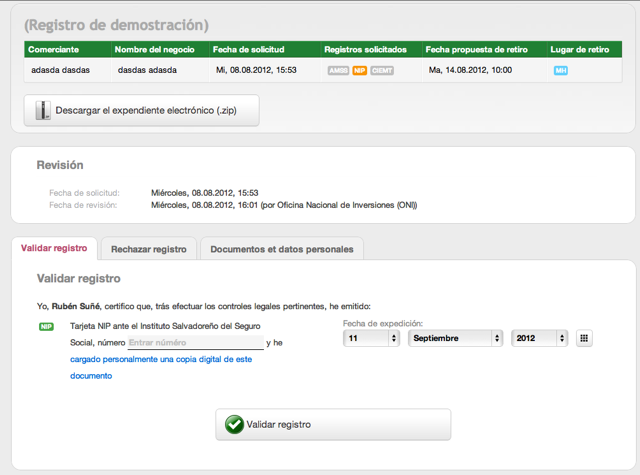 (Registro de demostración)
Comerciante Nombre del negocio Fecha de solicitud Registros solicitados Fecha propuesta de retiro Lugar de retiro
adasda dasdas dasdas adasda Mi, 08.08.2012, 15:53 AMSS NIP CIEMT Ma, 14.08.2012, 10:00 MH
Descargar el expendiente electrónico (.zip)
Revisión
Fecha de solicitud: Miércoles, 08.08.2012, 15:53
Fecha de revisión: Miércoles, 08.08.2012, 16:01 (por Oficina Nacional de Inversiones (ONI))
Validar registro Rechazar registro Documentos et datos personales
Validar registro
Yo, Rubén Suñé, certifico que, trás efectuar los controles legales pertinentes, he emitido:
NIP Tarjeta NIP ante el Instituto Salvadoreño del Seguro
Social, número Entrar núméro y he
cargado personalmente una copia digital de este
documento
Fecha de expedición:
11 Septiembre 2012
Validar registro